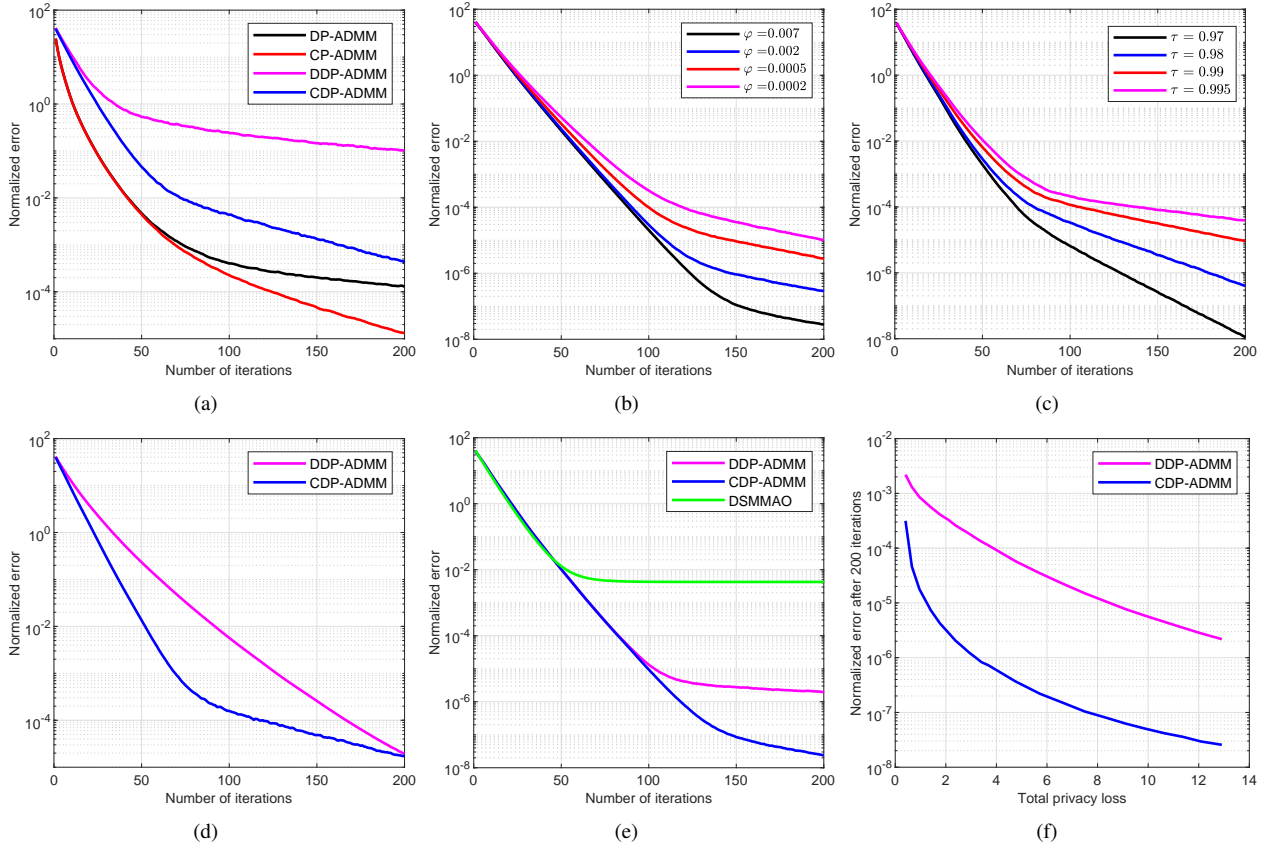 10^2
10^0
10^-2
10^-4
Normalized error
0
50
100
150
200
Number of iterations
DP-ADMM
CP-ADMM
DDP-ADMM
CDP-ADMM
(a)
10^2
10^0
10^-2
10^-4
10^-6
10^-8
Normalized error
0
50
100
150
200
Number of iterations
φ =0.007
φ =0.002
φ =0.0005
φ =0.0002
(b)
10^2
10^0
10^-2
10^-4
10^-6
10^-8
Normalized error
0
50
100
150
200
Number of iterations
τ = 0.97
τ = 0.98
τ = 0.99
τ = 0.995
(c)
10^2
10^0
10^-2
10^-4
Normalized error
0
50
100
150
200
Number of iterations
DDP-ADMM
CDP-ADMM
(d)
10^2
10^0
10^-2
10^-4
10^-6
10^-8
Normalized error
0
50
100
150
200
Number of iterations
DDP-ADMM
CDP-ADMM
DSMMAO
(e)
10^-2
10^-3
10^-4
10^-5
10^-6
10^-7
10^-8
Normalized error after 200 iterations
0
2
4
6
8
10
12
14
Total privacy loss
DDP-ADMM
CDP-ADMM
(f)